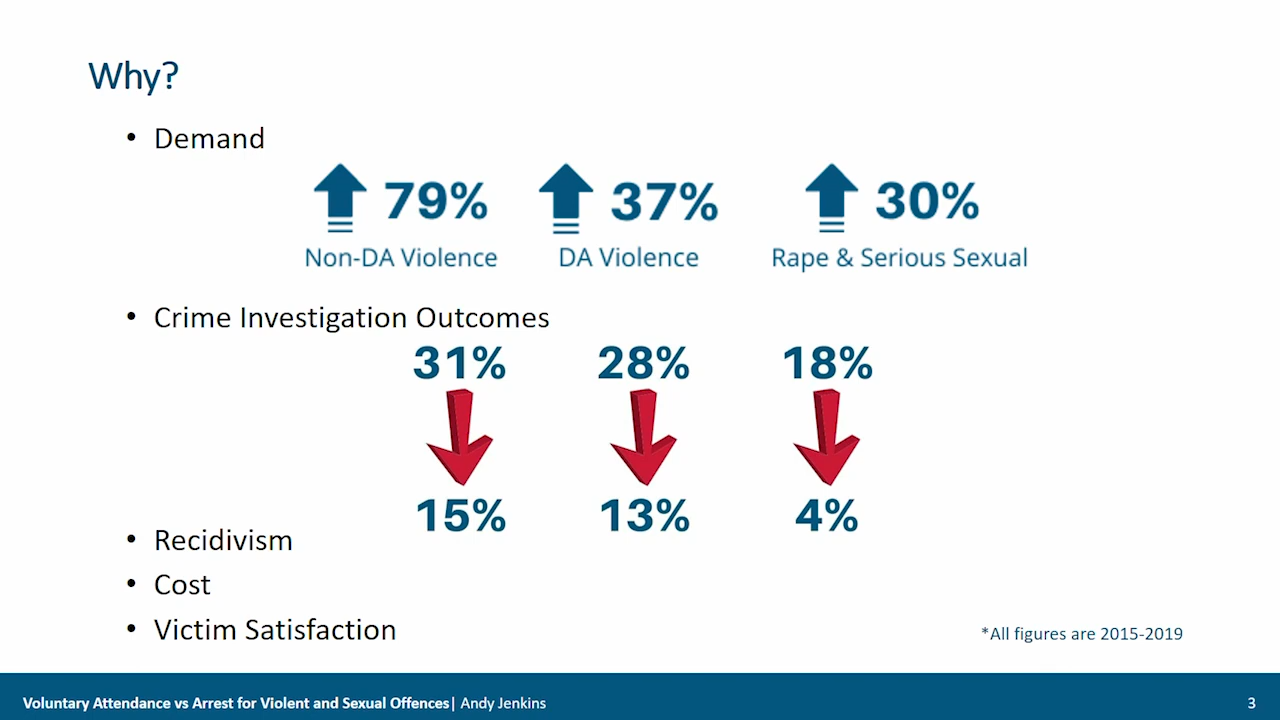 Why?
• Demand
79% 37% 30%
Non-DA Violence DA Violence Rape & Serious Sexual
• Crime Investigation Outcomes
31% 28% 18%
15% 13% 4%
• Recidivism
• Cost
• Victim Satisfaction
*All figures are 2015-2019
Voluntary Attendance vs Arrest for Violent and Sexual Offences| Andy Jenkins 3